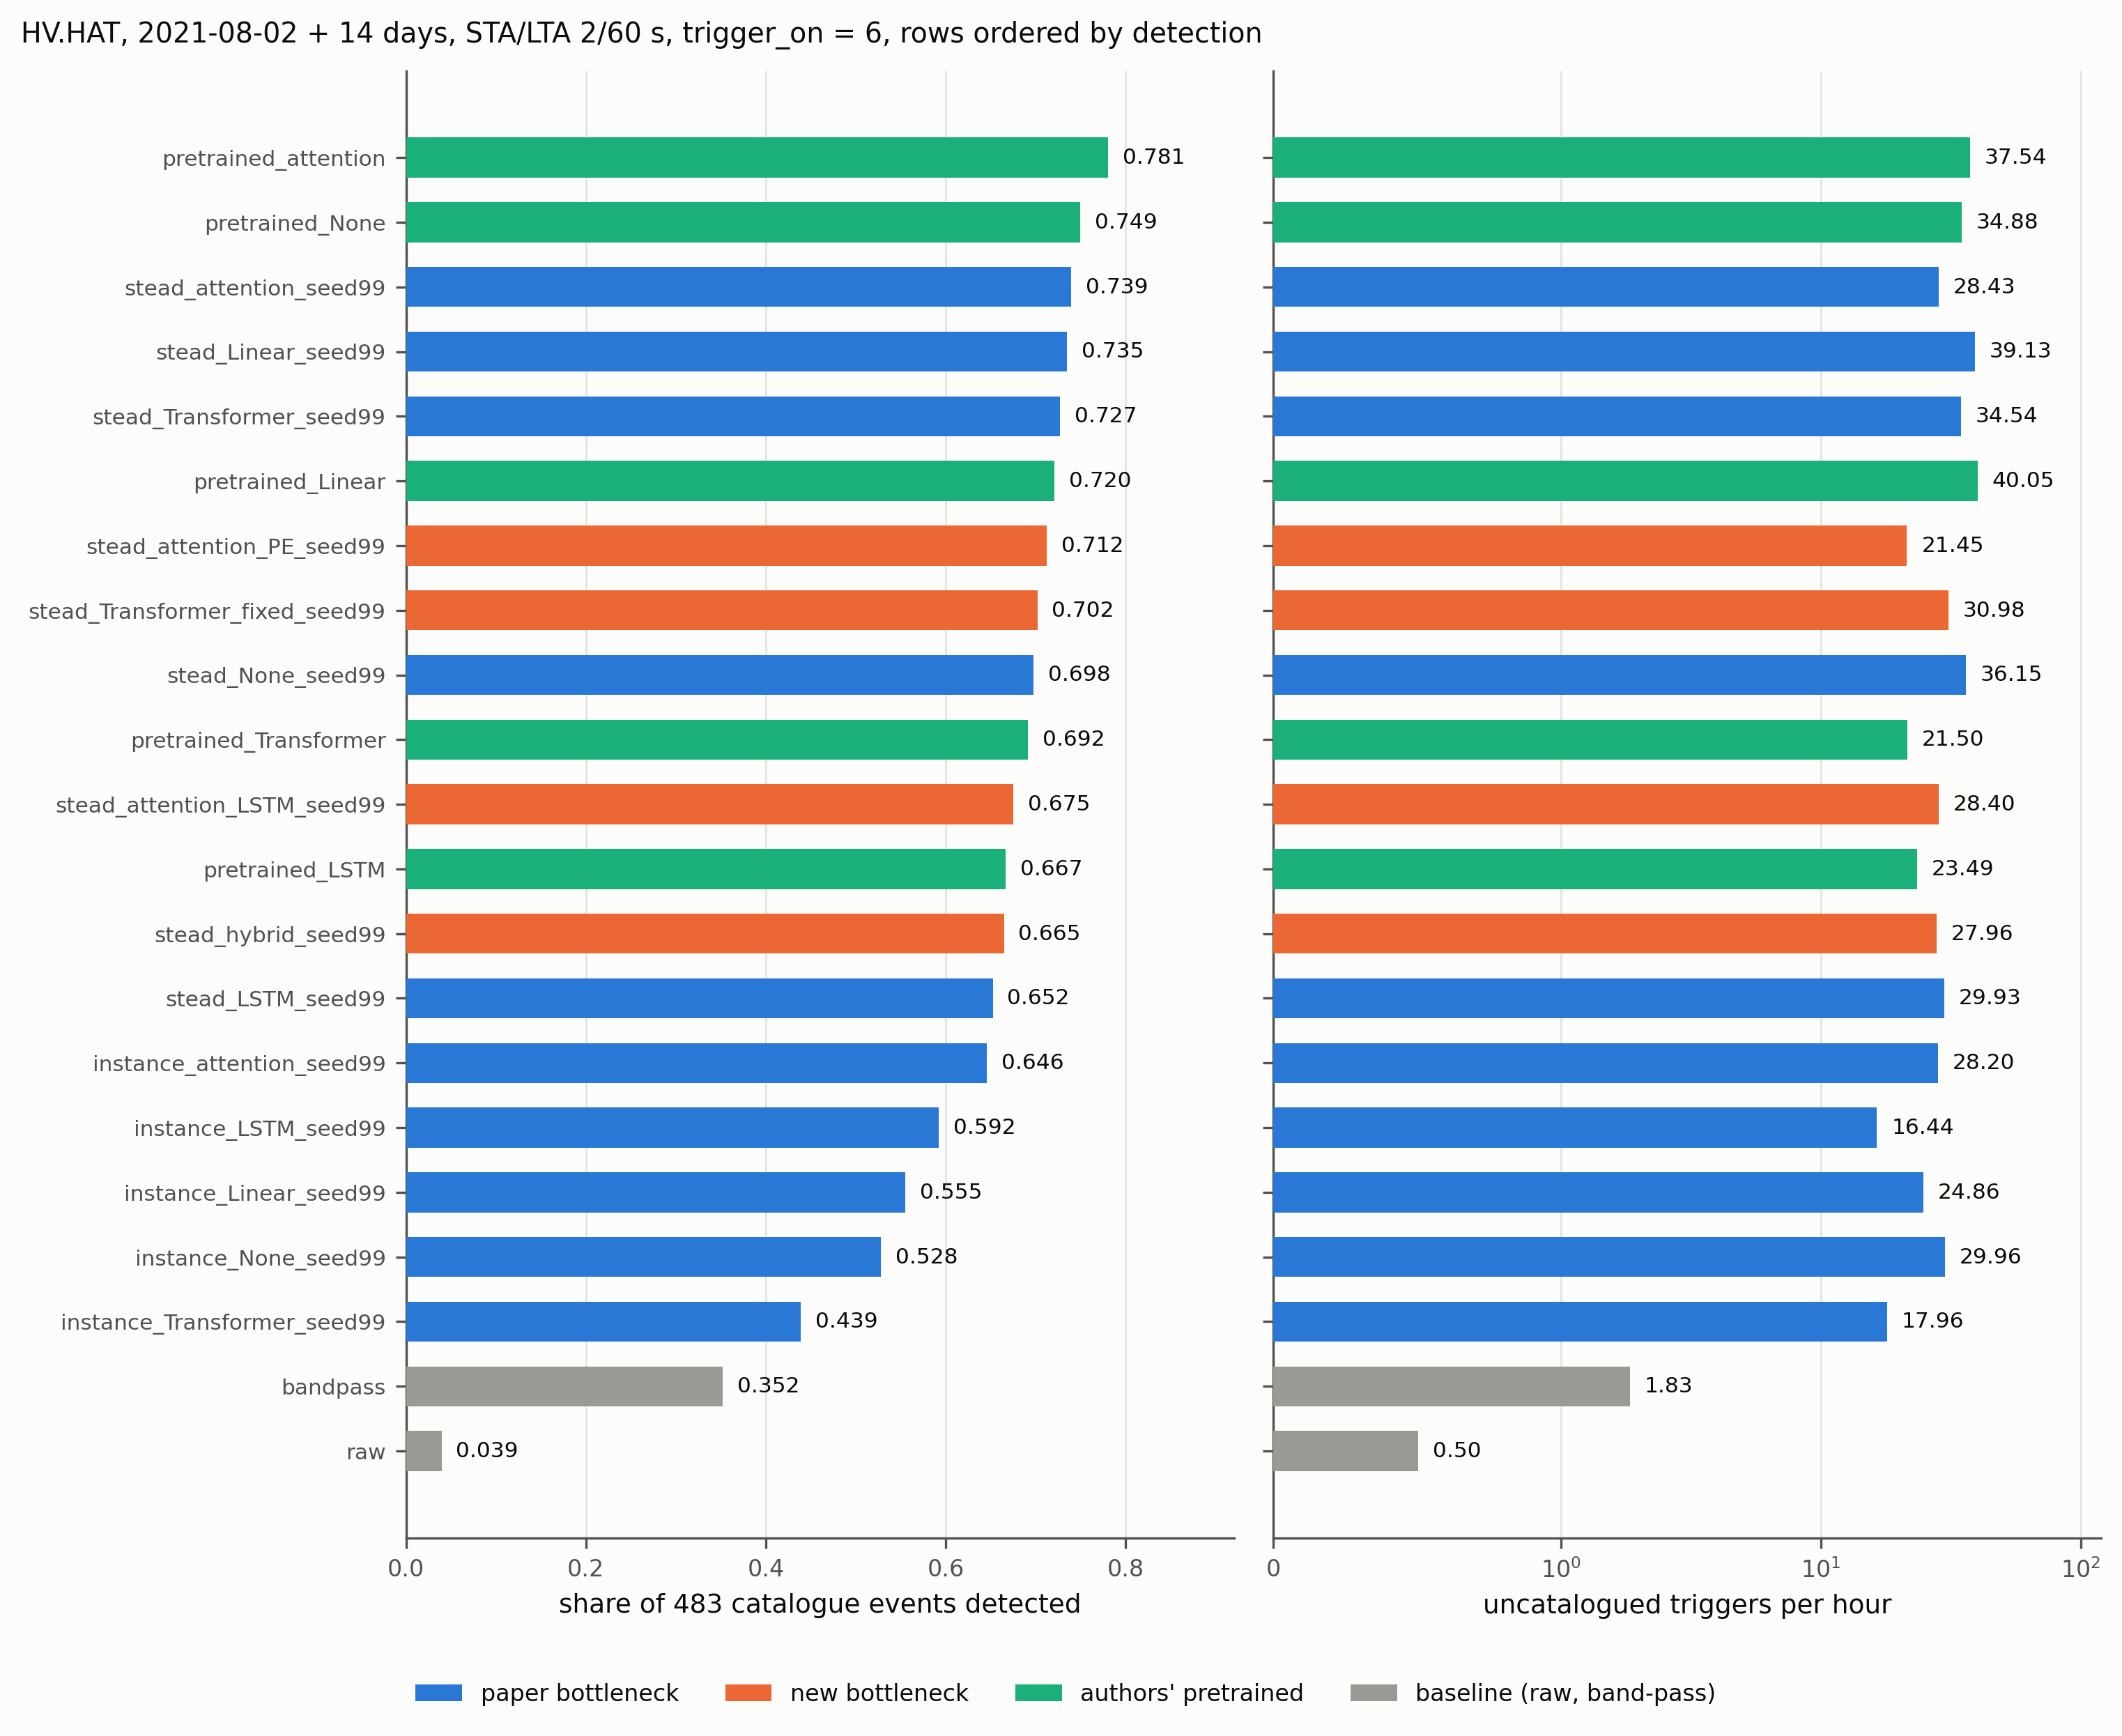 HV.HAT, 2021-08-02 + 14 days, STA/LTA 2/60 s, trigger_on = 6, rows ordered by detection
pretrained_attention 0.781 37.54
pretrained_None 0.749 34.88
stead_attention_seed99 0.739 28.43
stead_Linear_seed99 0.735 39.13
stead_Transformer_seed99 0.727 34.54
pretrained_Linear 0.720 40.05
stead_attention_PE_seed99 0.712 21.45
stead_Transformer_fixed_seed99 0.702 30.98
stead_None_seed99 0.698 36.15
pretrained_Transformer 0.692 21.50
stead_attention_LSTM_seed99 0.675 28.40
pretrained_LSTM 0.667 23.49
stead_hybrid_seed99 0.665 27.96
stead_LSTM_seed99 0.652 29.93
instance_attention_seed99 0.646 28.20
instance_LSTM_seed99 0.592 16.44
instance_Linear_seed99 0.555 24.86
instance_None_seed99 0.528 29.96
instance_Transformer_seed99 0.439 17.96
bandpass 0.352 1.83
raw 0.039 0.50
0.0 0.2 0.4 0.6 0.8 0 10⁰ 10¹ 10²
share of 483 catalogue events detected uncatalogued triggers per hour
paper bottleneck new bottleneck authors' pretrained baseline (raw, band-pass)